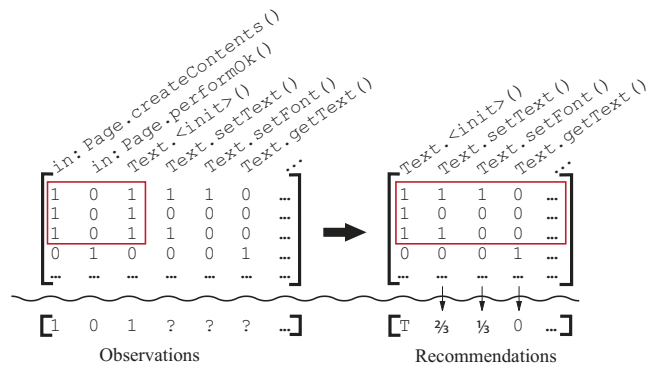 in: Page.createContents()
in: Page.performOk()
Text.<init>()
Text.setText()
Text.setFont()
Text.getText()
...
Text.<init>()
Text.setText()
Text.setFont()
Text.getText()
...
1 0 1 1 1 0 ... 1 1 1 0 ...
1 0 1 0 0 0 ... 1 0 0 0 ...
1 0 1 1 0 0 ... 1 1 0 0 ...
0 1 0 0 0 1 ... 0 0 0 1 ...
... ... ... ... ... ... ... ... ... ... ... ...
1 0 1 ? ? ? ... T ⅔ ⅓ 0 ...
Observations Recommendations